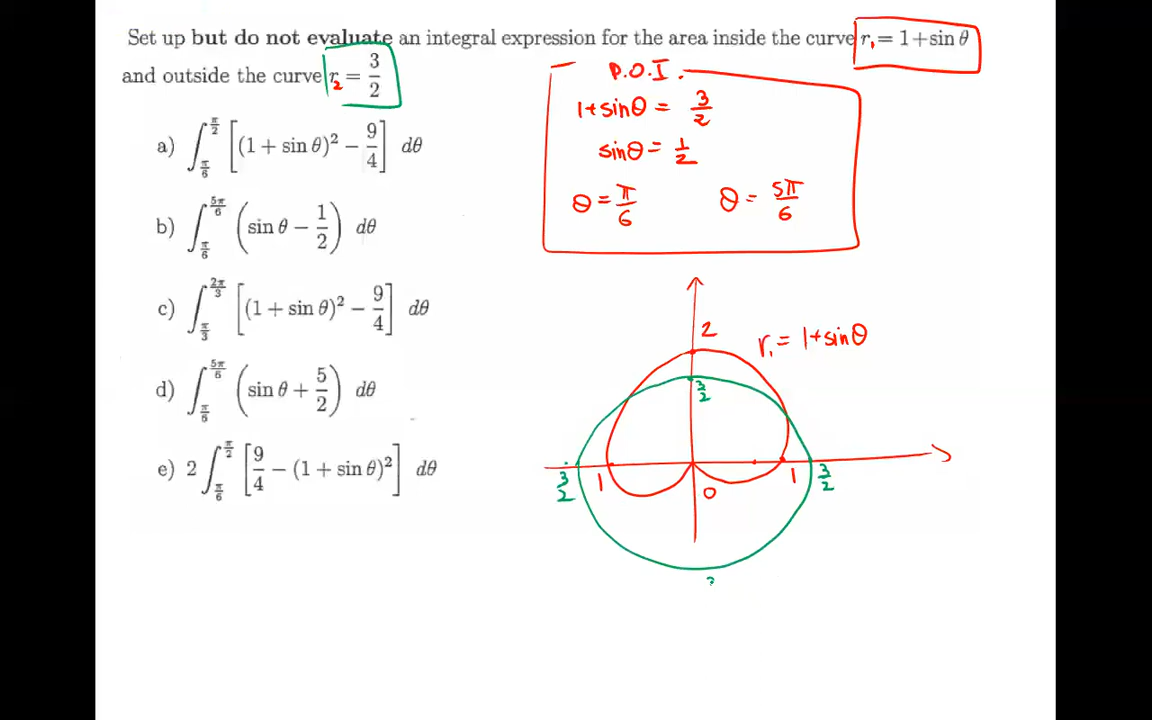 Set up but do not evaluate an integral expression for the area inside the curve r₁ = 1 + sin θ
and outside the curve r₂ = 3/2
a) ∫_{π/6}^{π/2} [(1 + sin θ)² − 9/4] dθ
b) ∫_{π/6}^{5π/6} (sin θ − 1/2) dθ
c) ∫_{π/3}^{2π/3} [(1 + sin θ)² − 9/4] dθ
d) ∫_{π/6}^{5π/6} (sin θ + 5/2) dθ
e) 2 ∫_{π/6}^{π/2} [9/4 − (1 + sin θ)²] dθ
P.O.I.
1+sinθ = 3/2
sinθ = 1/2
θ = π/6 θ = 5π/6
2
r₁ = 1+sinθ
3/2
3/2 1 0 1 3/2